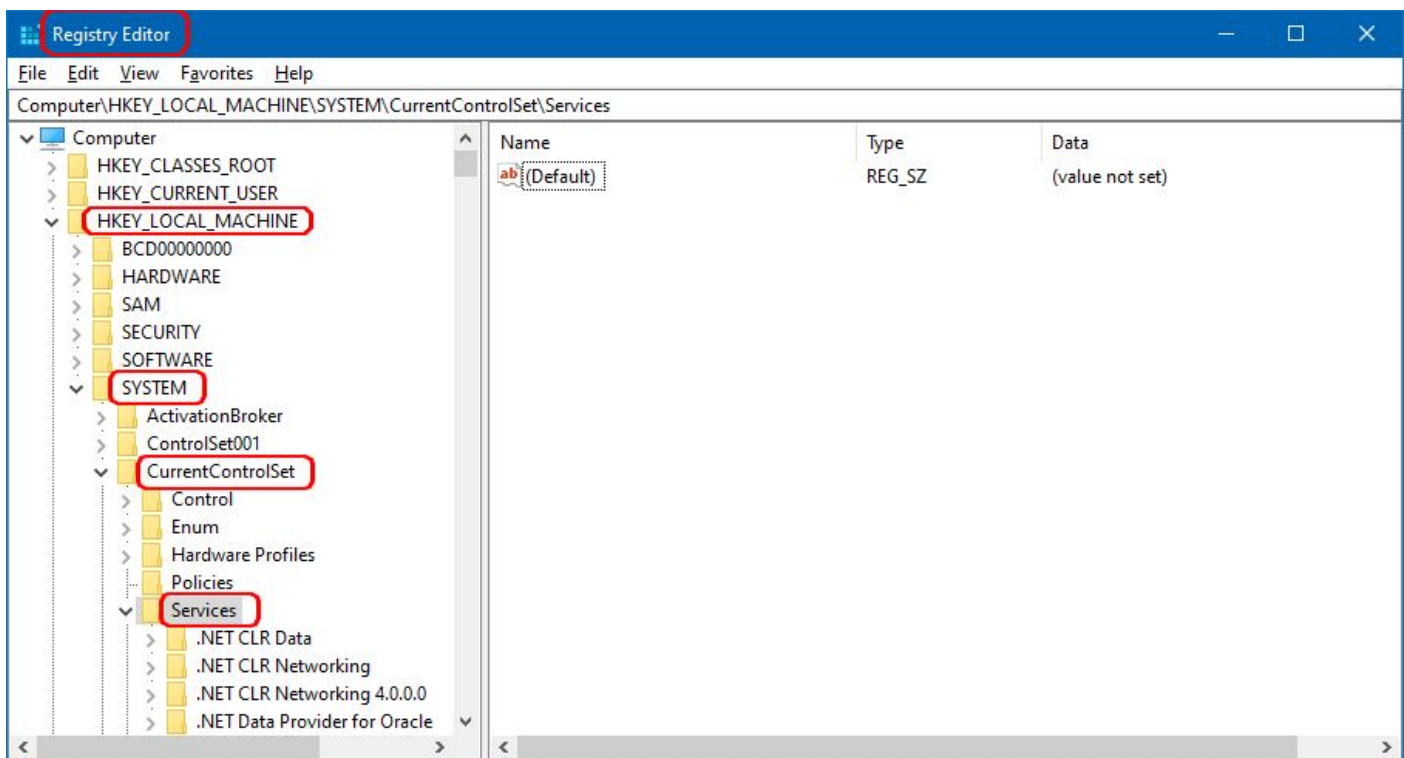 Registry Editor
File Edit View Favorites Help
Computer\HKEY_LOCAL_MACHINE\SYSTEM\CurrentControlSet\Services
Computer
HKEY_CLASSES_ROOT
HKEY_CURRENT_USER
HKEY_LOCAL_MACHINE
BCD00000000
HARDWARE
SAM
SECURITY
SOFTWARE
SYSTEM
ActivationBroker
ControlSet001
CurrentControlSet
Control
Enum
Hardware Profiles
Policies
Services
.NET CLR Data
.NET CLR Networking
.NET CLR Networking 4.0.0.0
.NET Data Provider for Oracle
Name Type Data
ab (Default) REG_SZ (value not set)